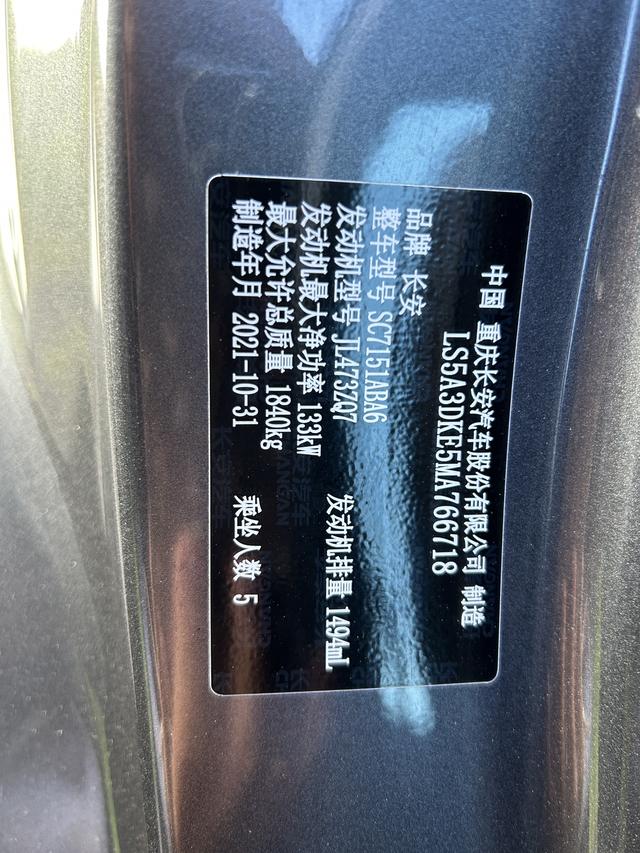 中国 重庆长安汽车股份有限公司 制造
LS5A3DKE5MA766718
品牌 长安
整车型号 SC7151ABA6
发动机型号 JL473ZQ7 发动机排量 1494mL
发动机最大净功率 133kW
最大允许总质量 1840kg
制造年月 2021-10-31 乘坐人数 5